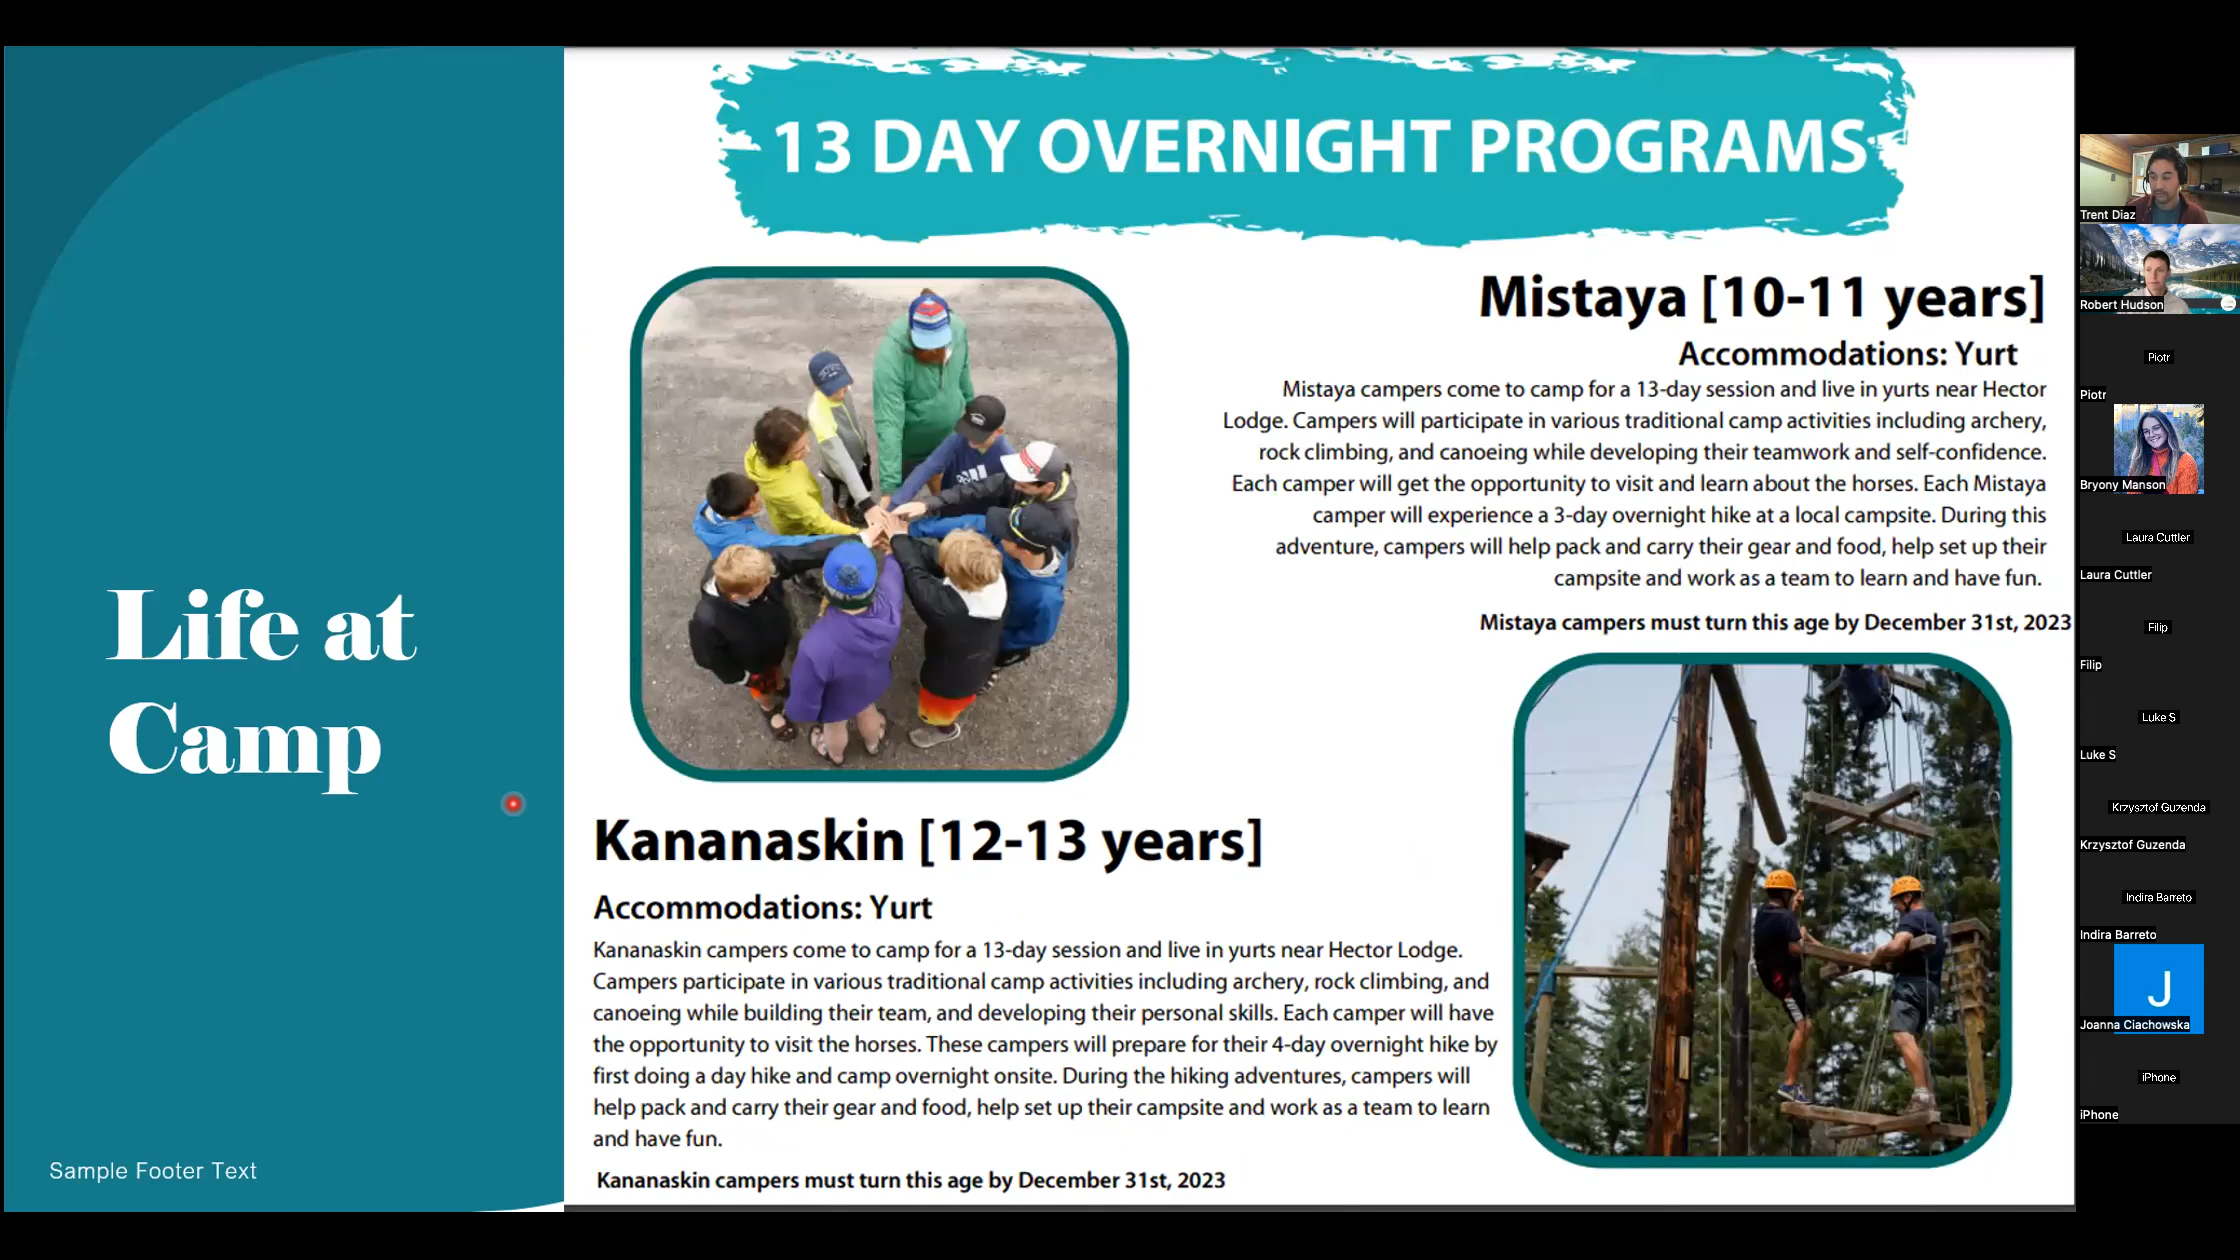 Life at
Camp
Sample Footer Text
13 DAY OVERNIGHT PROGRAMS
Mistaya [10-11 years]
Accommodations: Yurt
Mistaya campers come to camp for a 13-day session and live in yurts near Hector
Lodge. Campers will participate in various traditional camp activities including archery,
rock climbing, and canoeing while developing their teamwork and self-confidence.
Each camper will get the opportunity to visit and learn about the horses. Each Mistaya
camper will experience a 3-day overnight hike at a local campsite. During this
adventure, campers will help pack and carry their gear and food, help set up their
campsite and work as a team to learn and have fun.
Mistaya campers must turn this age by December 31st, 2023
Kananaskin [12-13 years]
Accommodations: Yurt
Kananaskin campers come to camp for a 13-day session and live in yurts near Hector Lodge.
Campers participate in various traditional camp activities including archery, rock climbing, and
canoeing while building their team, and developing their personal skills. Each camper will have
the opportunity to visit the horses. These campers will prepare for their 4-day overnight hike by
first doing a day hike and camp overnight onsite. During the hiking adventures, campers will
help pack and carry their gear and food, help set up their campsite and work as a team to learn
and have fun.
Kananaskin campers must turn this age by December 31st, 2023
Trent Diaz
Robert Hudson
Piotr
Piotr
Bryony Manson
Laura Cuttler
Laura Cuttler
Filip
Filip
Luke S
Luke S
Krzysztof Guzenda
Krzysztof Guzenda
Indira Barreto
Indira Barreto
J
Joanna Ciachowska
iPhone
iPhone